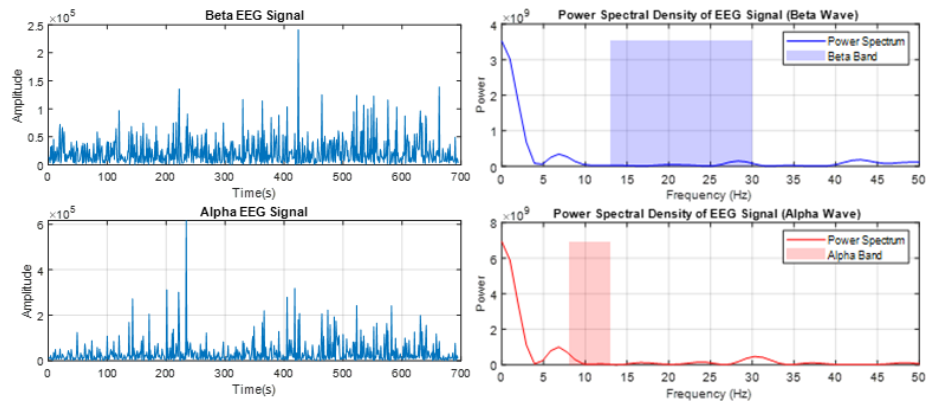 Beta EEG Signal
×10^5
2.5
2
1.5
1
0.5
0
Amplitude
0 100 200 300 400 500 600 700
Time(s)
Power Spectral Density of EEG Signal (Beta Wave)
×10^9
4
3
2
1
0
Power
Power Spectrum
Beta Band
0 5 10 15 20 25 30 35 40 45 50
Frequency (Hz)
Alpha EEG Signal
×10^5
6
4
2
0
Amplitude
0 100 200 300 400 500 600 700
Time(s)
Power Spectral Density of EEG Signal (Alpha Wave)
×10^9
8
6
4
2
0
Power
Power Spectrum
Alpha Band
0 5 10 15 20 25 30 35 40 45 50
Frequency (Hz)